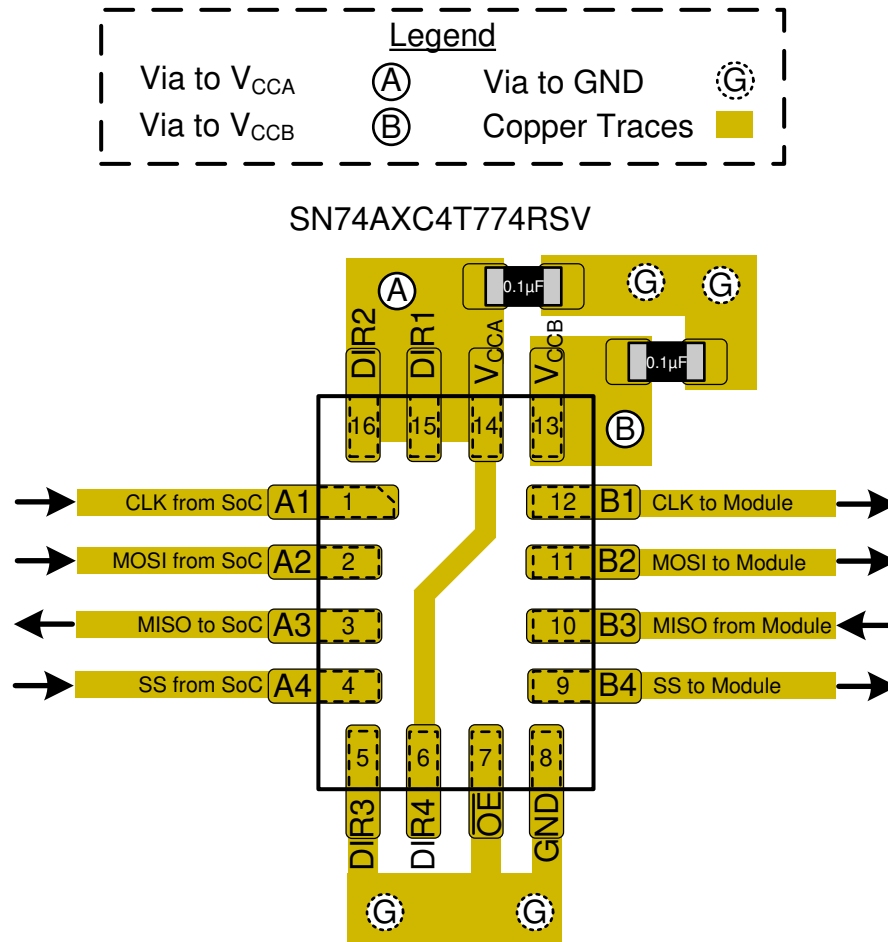 Legend
Via to VCCA A Via to GND G
Via to VCCB B Copper Traces
SN74AXC4T774RSV
A 0.1µF G G
DIR2 DIR1 VCCA VCCB 0.1µF
16 15 14 13 B
CLK from SoC A1 1 12 B1 CLK to Module
MOSI from SoC A2 2 11 B2 MOSI to Module
MISO to SoC A3 3 10 B3 MISO from Module
SS from SoC A4 4 9 B4 SS to Module
5 6 7 8
DIR3 DIR4 O̅E̅ GND
G G